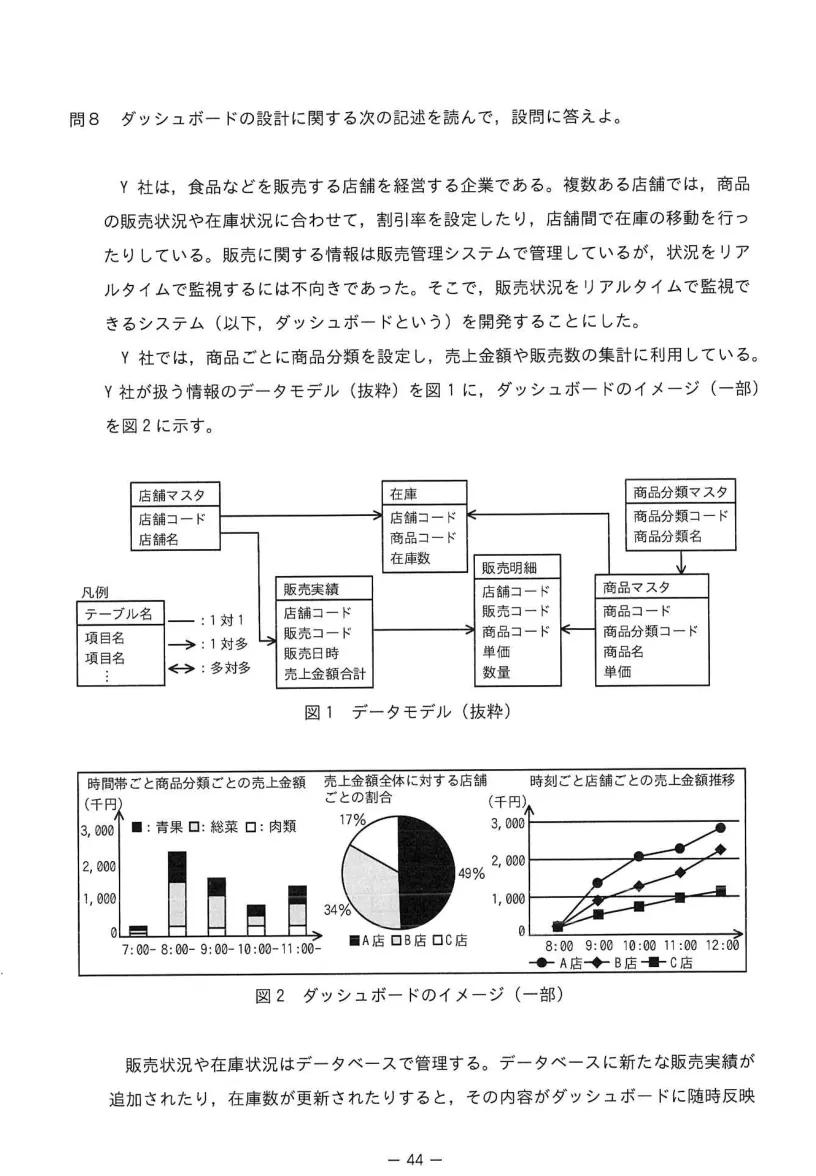 問8　ダッシュボードの設計に関する次の記述を読んで，設問に答えよ。
Y 社は，食品などを販売する店舗を経営する企業である。複数ある店舗では，商品
の販売状況や在庫状況に合わせて，割引率を設定したり，店舗間で在庫の移動を行っ
たりしている。販売に関する情報は販売管理システムで管理しているが，状況をリア
ルタイムで監視するには不向きであった。そこで，販売状況をリアルタイムで監視で
きるシステム（以下，ダッシュボードという）を開発することにした。
Y 社では，商品ごとに商品分類を設定し，売上金額や販売数の集計に利用している。
Y 社が扱う情報のデータモデル（抜粋）を図 1 に，ダッシュボードのイメージ（一部）
を図 2 に示す。
店舗マスタ
店舗コード
店舗名
在庫
店舗コード
商品コード
在庫数
商品分類マスタ
商品分類コード
商品分類名
販売実績
店舗コード
販売コード
販売日時
売上金額合計
販売明細
店舗コード
販売コード
商品コード
単価
数量
商品マスタ
商品コード
商品分類コード
商品名
単価
凡例
テーブル名
項目名
項目名
⋮
：1 対 1
：1 対多
：多対多
図 1　データモデル（抜粋）
時間帯ごと商品分類ごとの売上金額
（千円）
3,000
2,000
1,000
0
■：青果 □：総菜 □：肉類
7:00- 8:00- 9:00- 10:00- 11:00-
売上金額全体に対する店舗
ごとの割合
17%
49%
34%
■A店 □B店 □C店
時刻ごと店舗ごとの売上金額推移
（千円）
3,000
2,000
1,000
0
8:00 9:00 10:00 11:00 12:00
A店 B店 C店
図 2　ダッシュボードのイメージ（一部）
販売状況や在庫状況はデータベースで管理する。データベースに新たな販売実績が
追加されたり，在庫数が更新されたりすると，その内容がダッシュボードに随時反映
— 44 —